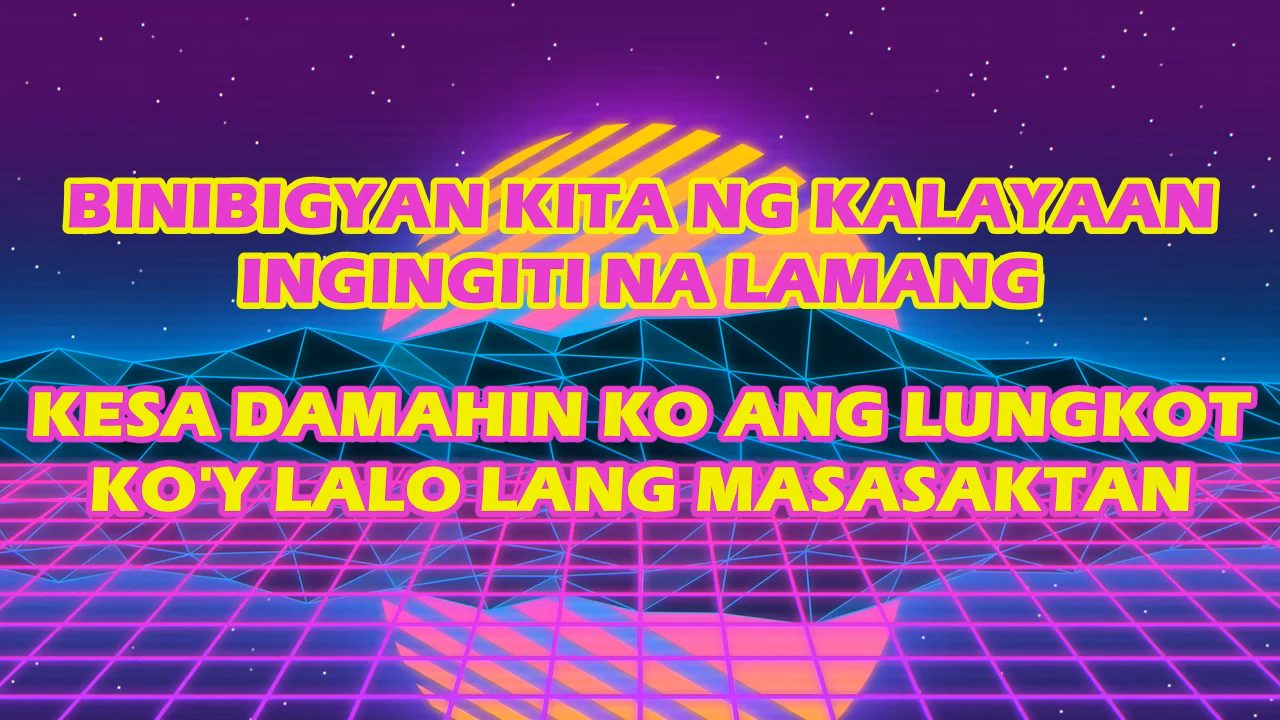 BINIBIGYAN KITA NG KALAYAAN
INGINGITI NA LAMANG
KESA DAMAHIN KO ANG LUNGKOT
KO'Y LALO LANG MASASAKTAN